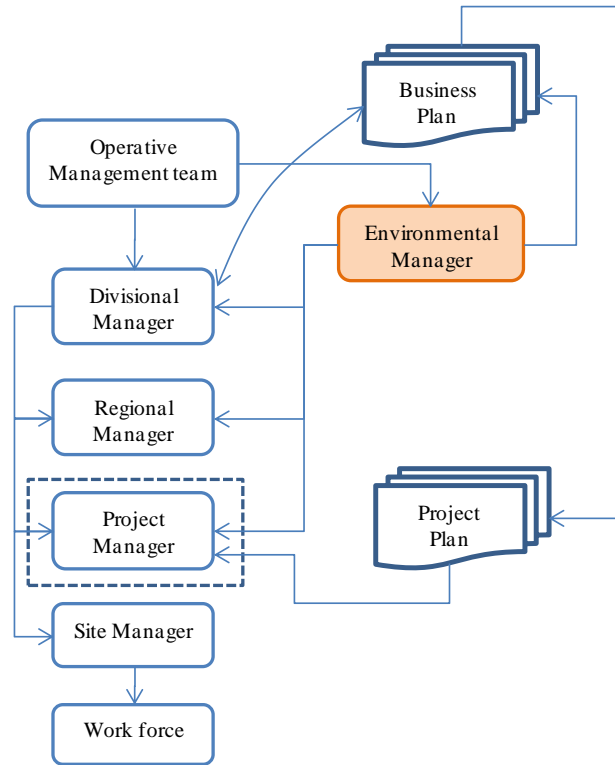 Business
Plan
Operative
Management team
Environmental
Manager
Divisional
Manager
Regional
Manager
Project
Manager
Project
Plan
Site Manager
Work force